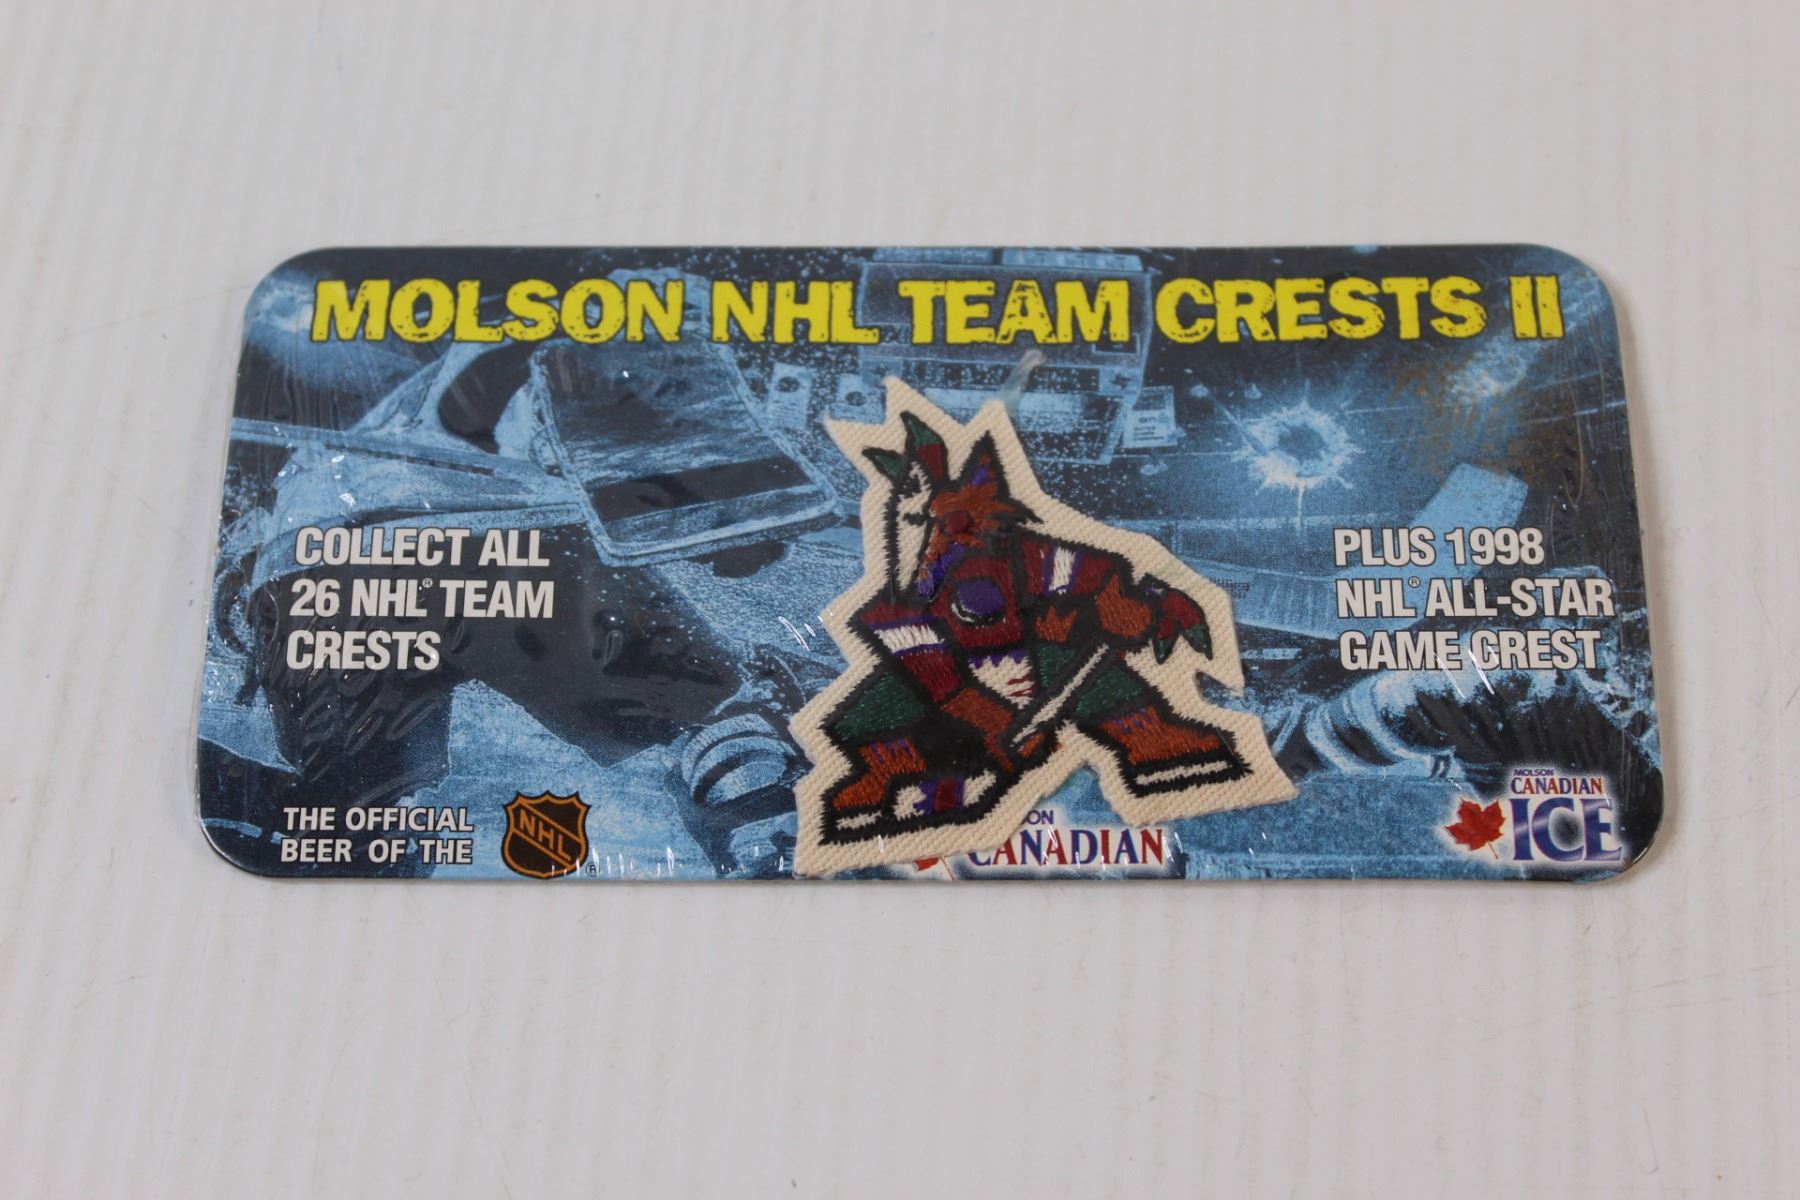 MOLSON NHL TEAM CRESTS II
COLLECT ALL
26 NHL® TEAM
CRESTS
PLUS 1998
NHL® ALL-STAR
GAME CREST
THE OFFICIAL
BEER OF THE
NHL
®
ON
CANADIAN
MOLSON
CANADIAN
ICE